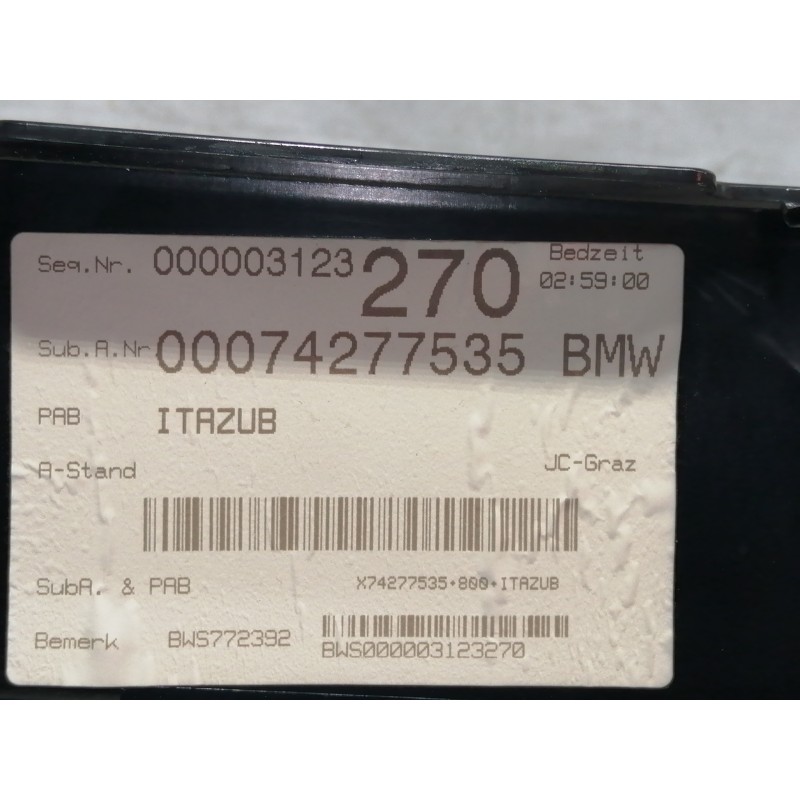 Seq.Nr. 000003123 270 Bedzeit
02:59:00
Sub.A.Nr 00074277535 BMW
PAB ITAZUB
A-Stand JC-Graz
SubA. & PAB X74277535+800+ITAZUB
Bemerk BWS772392
BWS000003123270